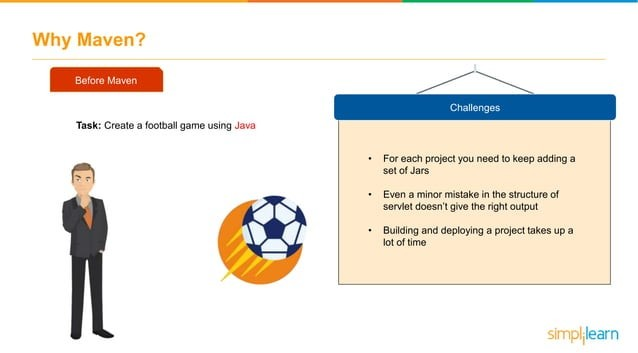 Why Maven?
Before Maven
Task: Create a football game using Java
Challenges
• For each project you need to keep adding a
set of Jars
• Even a minor mistake in the structure of
servlet doesn’t give the right output
• Building and deploying a project takes up a
lot of time
simplilearn